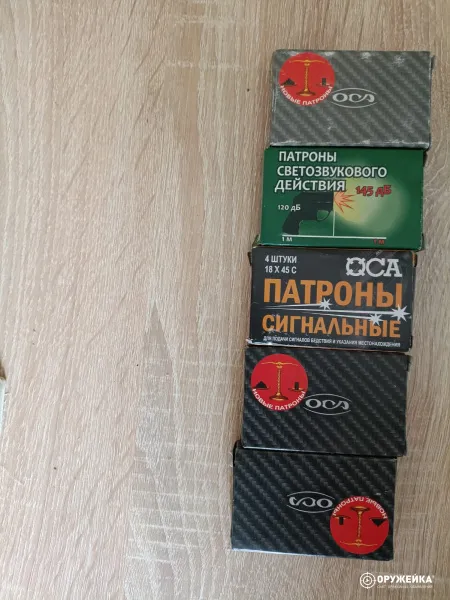 НОВЫЕ ПАТРОНЫ
ОСА
ПАТРОНЫ
СВЕТОЗВУКОВОГО
ДЕЙСТВИЯ
145 дБ
120 дБ
1 М
4 ШТУКИ
18 Х 45 С
ОСА
ПАТРОНЫ
СИГНАЛЬНЫЕ
ДЛЯ ПОДАЧИ СИГНАЛОВ БЕДСТВИЯ И УКАЗАНИЯ МЕСТОНАХОЖДЕНИЯ
НОВЫЕ ПАТРОНЫ
ОСА
ОСА
НОВЫЕ ПАТРОНЫ
ОРУЖЕЙКА